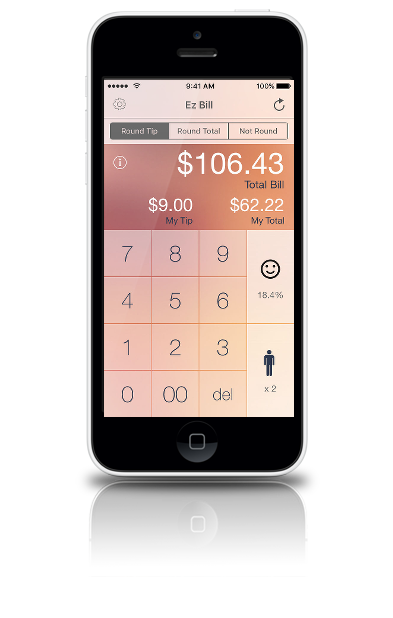 9:41 AM 100%
Ez Bill
Round Tip Round Total Not Round
$106.43
Total Bill
$9.00 $62.22
My Tip My Total
7 8 9
18.4%
4 5 6
1 2 3
x 2
0 00 del